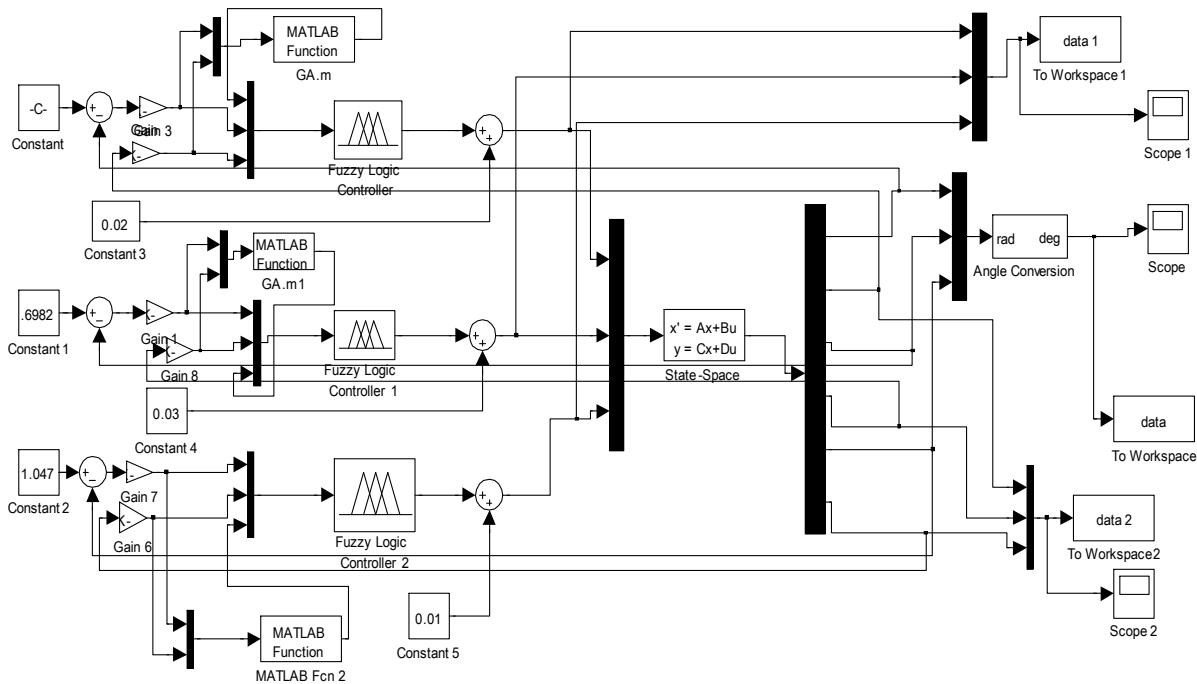 MATLAB
Function
GA.m
-C-
Constant
Gain 3
Fuzzy Logic
Controller
0.02
Constant 3
data 1
To Workspace 1
Scope 1
rad deg
Angle Conversion
Scope
MATLAB
Function
GA.m1
.6982
Constant 1
Gain 1
Gain 8
Fuzzy Logic
Controller 1
0.03
Constant 4
x' = Ax+Bu
y = Cx+Du
State-Space
data
To Workspace
1.047
Constant 2
Gain 7
Gain 6
Fuzzy Logic
Controller 2
0.01
Constant 5
data 2
To Workspace2
Scope 2
MATLAB
Function
MATLAB Fcn 2